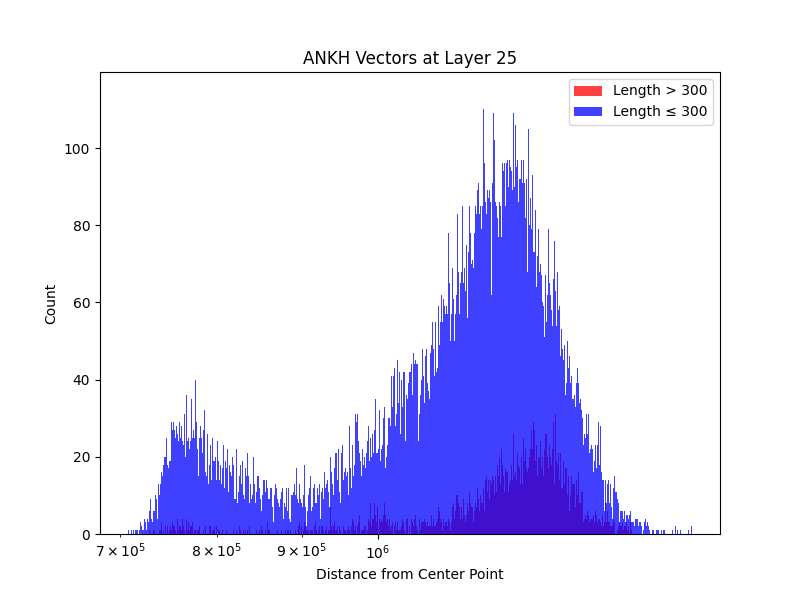 ANKH Vectors at Layer 25
Length > 300
Length ≤ 300
Count
100
80
60
40
20
0
7 × 10⁵
8 × 10⁵
9 × 10⁵
10⁶
Distance from Center Point